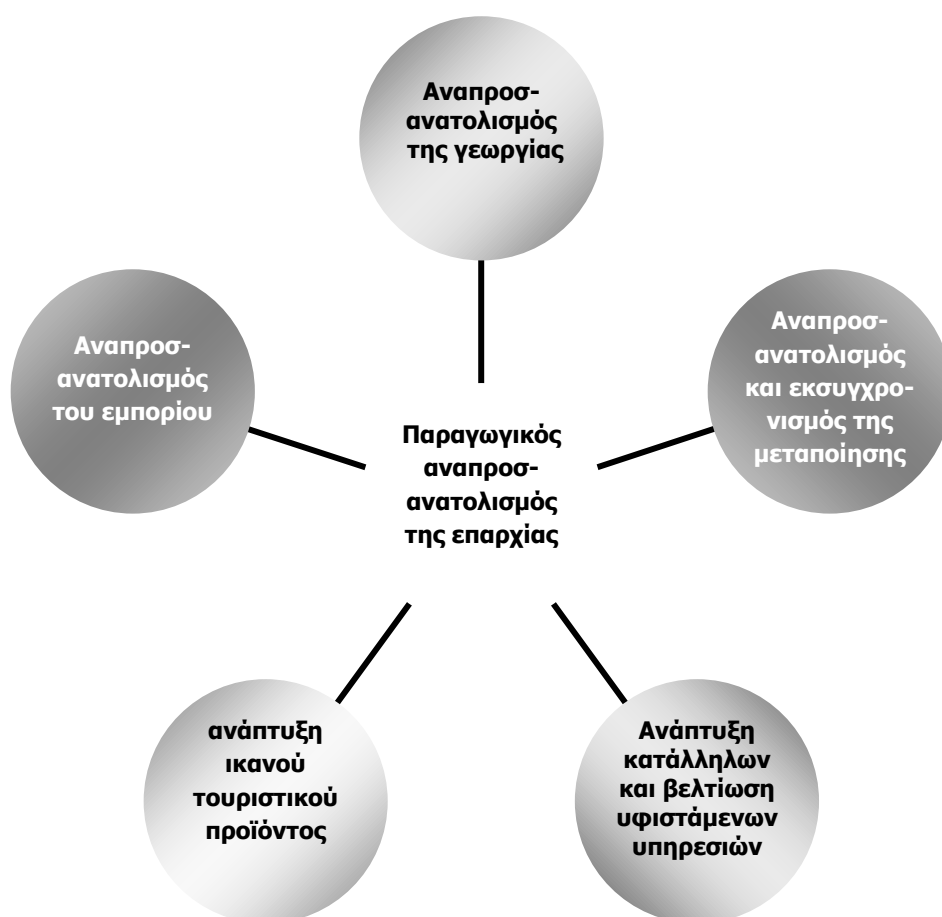 Αναπροσ-
ανατολισμός
της γεωργίας
Αναπροσ-
ανατολισμός
του εμπορίου
Αναπροσ-
ανατολισμός
και εκσυγχρο-
νισμός της
μεταποίησης
Παραγωγικός
αναπροσ-
ανατολισμός
της επαρχίας
ανάπτυξη
ικανού
τουριστικού
προϊόντος
Ανάπτυξη
κατάλληλων
και βελτίωση
υφιστάμενων
υπηρεσιών